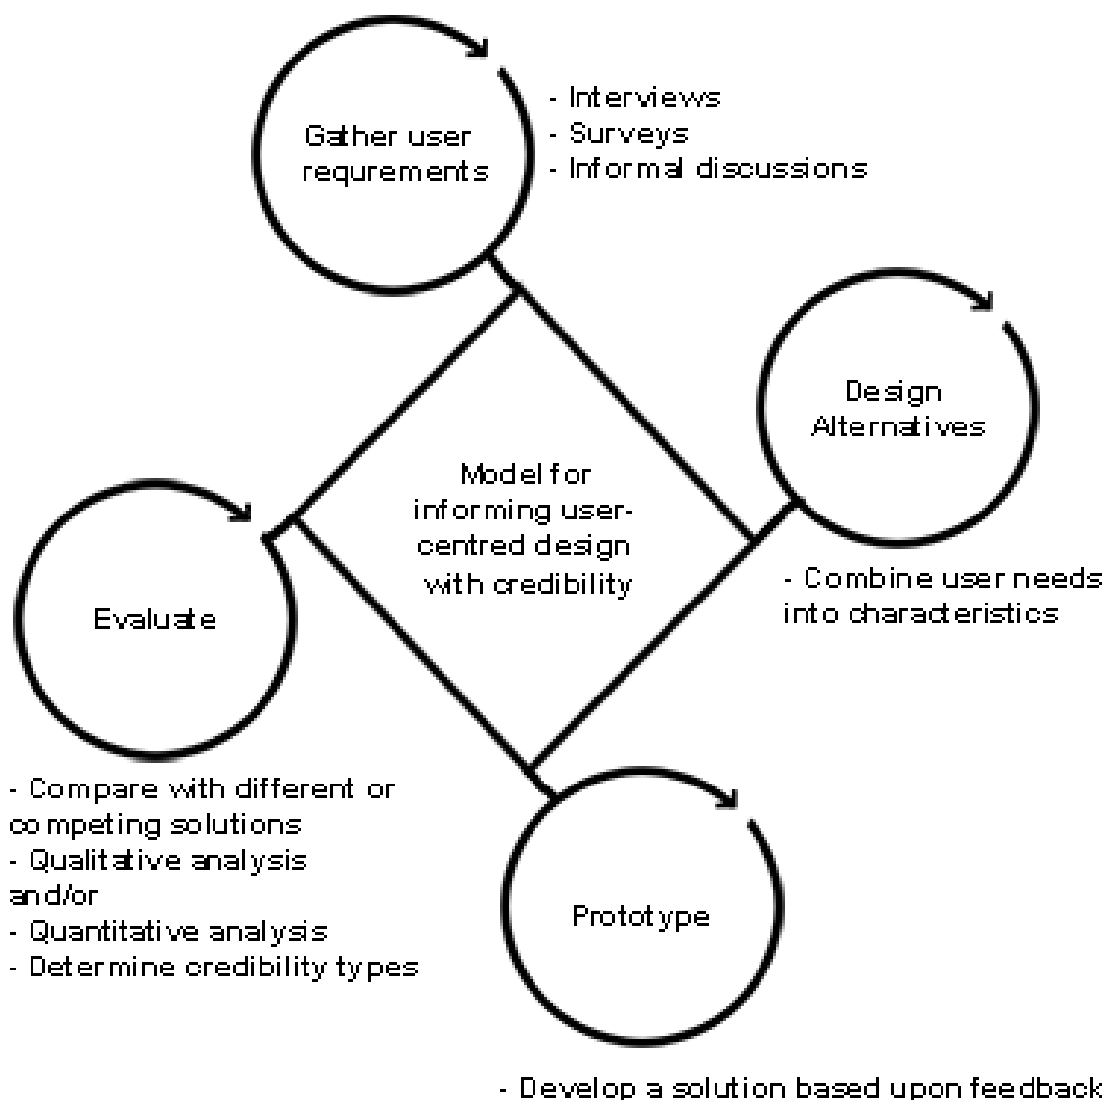 Gather user
requrements
- Interviews
- Surveys
- Informal discussions
Design
Alternatives
- Combine user needs
into characteristics
Model for
informing user-
centred design
with credibility
Evaluate
- Compare with different or
competing solutions
- Qualitative analysis
and/or
- Quantitative analysis
- Determine credibility types
Prototype
- Develop a solution based upon feedback